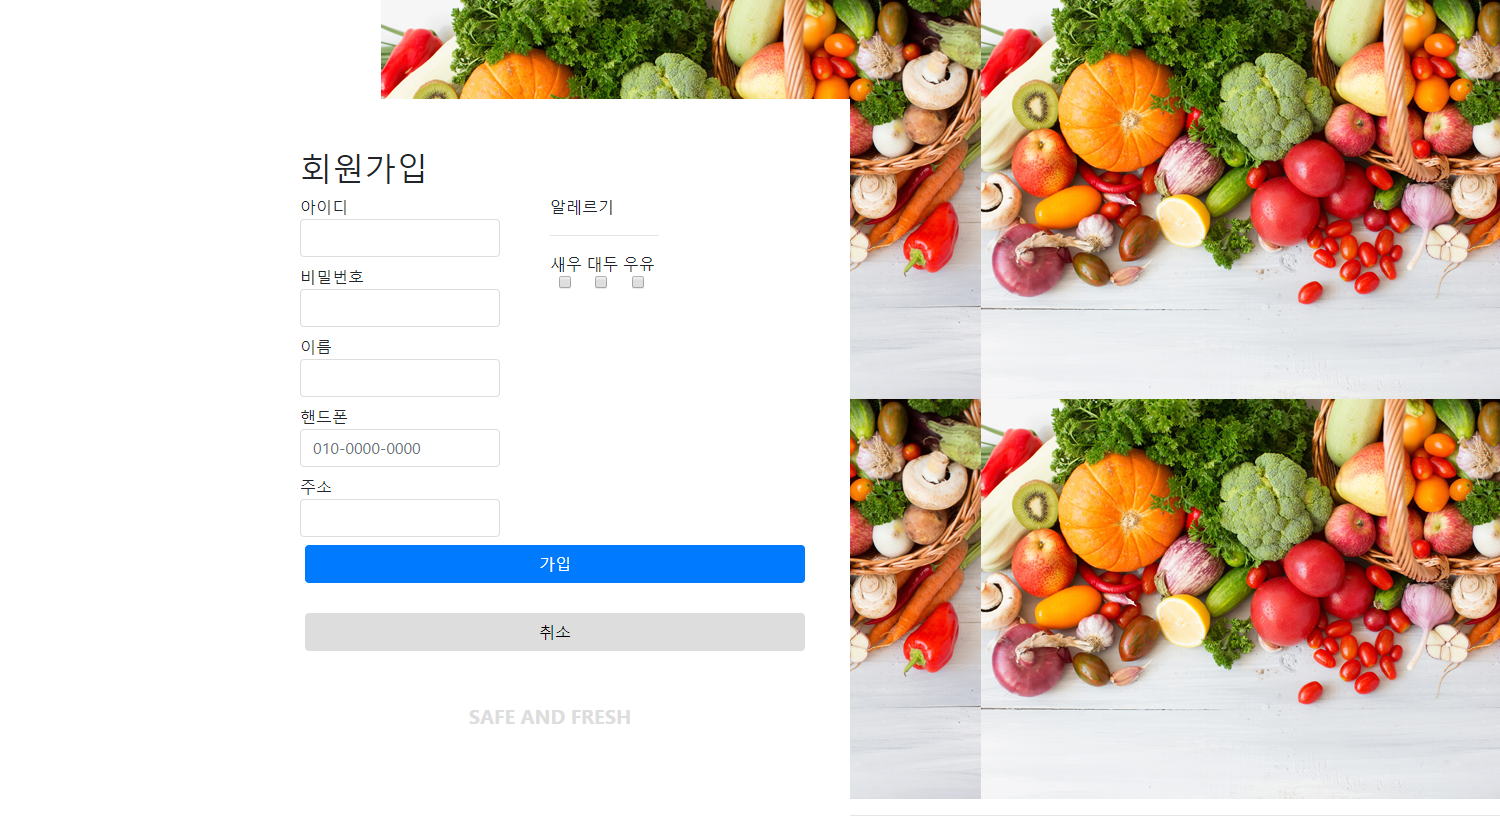 회원가입
아이디
비밀번호
이름
핸드폰
010-0000-0000
주소
알레르기
새우 대두 우유
가입
취소
SAFE AND FRESH